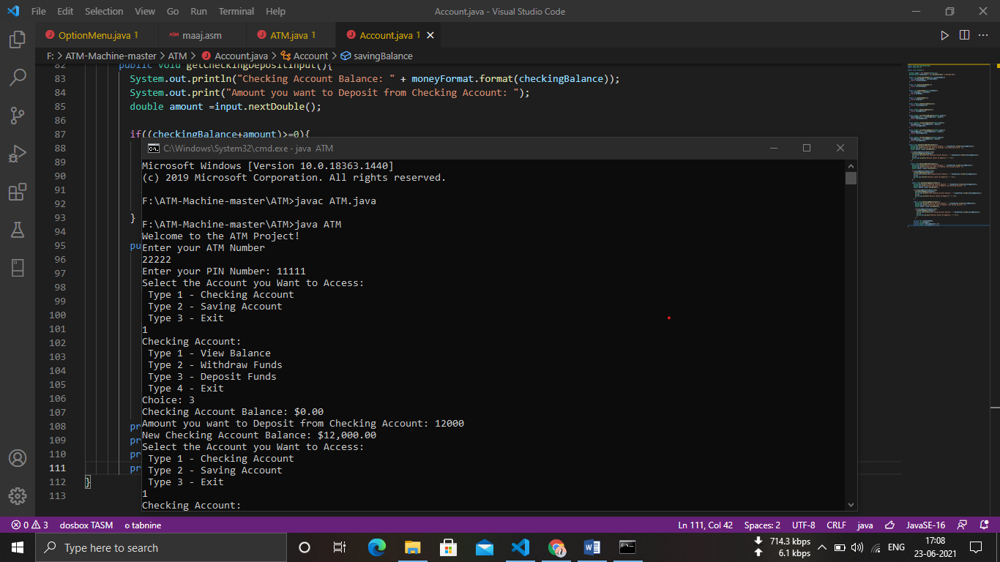 File Edit Selection View Go Run Terminal Help
Account.java - Visual Studio Code
OptionMenu.java 1
ASM maaj.asm
J ATM.java 1
J Account.java 1
F: > ATM-Machine-master > ATM > J Account.java > Account > savingBalance
82 public void getCheckingDepositInput(){
83 System.out.println("Checking Account Balance: " + moneyFormat.format(checkingBalance));
84 System.out.print("Amount you want to Deposit from Checking Account: ");
85 double amount =input.nextDouble();
86
87 if((checkingBalance+amount)>=0){
88
89
90
91
92
93 }
94
95 pu
96
97
98
99
100
101
102
103
104
105
106
107
108 pr
109 pr
110 pr
111 pr
112 }
113
C:\Windows\System32\cmd.exe - java ATM
Microsoft Windows [Version 10.0.18363.1440]
(c) 2019 Microsoft Corporation. All rights reserved.
F:\ATM-Machine-master\ATM>javac ATM.java
F:\ATM-Machine-master\ATM>java ATM
Welcome to the ATM Project!
Enter your ATM Number
22222
Enter your PIN Number: 11111
Select the Account you Want to Access:
Type 1 - Checking Account
Type 2 - Saving Account
Type 3 - Exit
1
Checking Account:
Type 1 - View Balance
Type 2 - Withdraw Funds
Type 3 - Deposit Funds
Type 4 - Exit
Choice: 3
Checking Account Balance: $0.00
Amount you want to Deposit from Checking Account: 12000
New Checking Account Balance: $12,000.00
Select the Account you Want to Access:
Type 1 - Checking Account
Type 2 - Saving Account
Type 3 - Exit
1
Checking Account:
0 3 dosbox TASM tabnine
Ln 111, Col 42 Spaces: 2 UTF-8 CRLF java JavaSE-16
Type here to search
714.3 kbps
6.1 kbps
ENG
17:08
23-06-2021